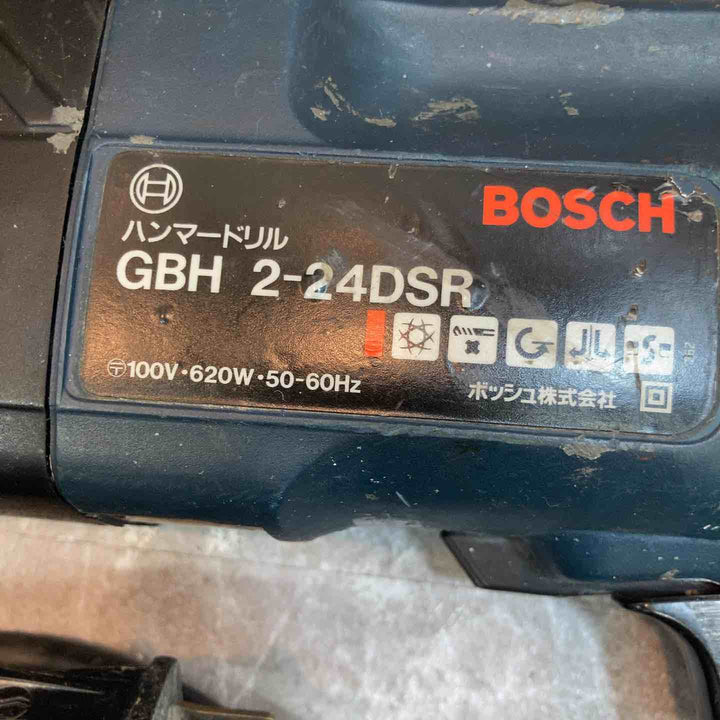 BOSCH
ハンマードリル
GBH 2-24DSR
〒100V・620W・50-60Hz
ボッシュ株式会社